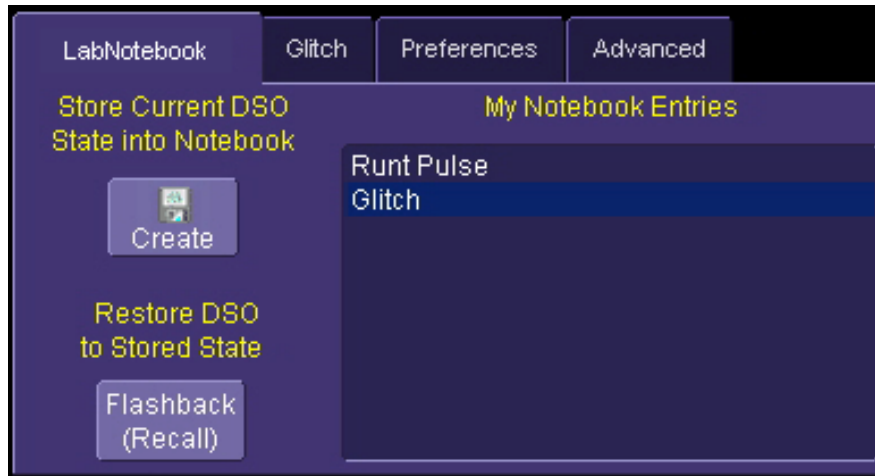 LabNotebook
Glitch
Preferences
Advanced
Store Current DSO
State into Notebook
Create
Restore DSO
to Stored State
Flashback
(Recall)
My Notebook Entries
Runt Pulse
Glitch